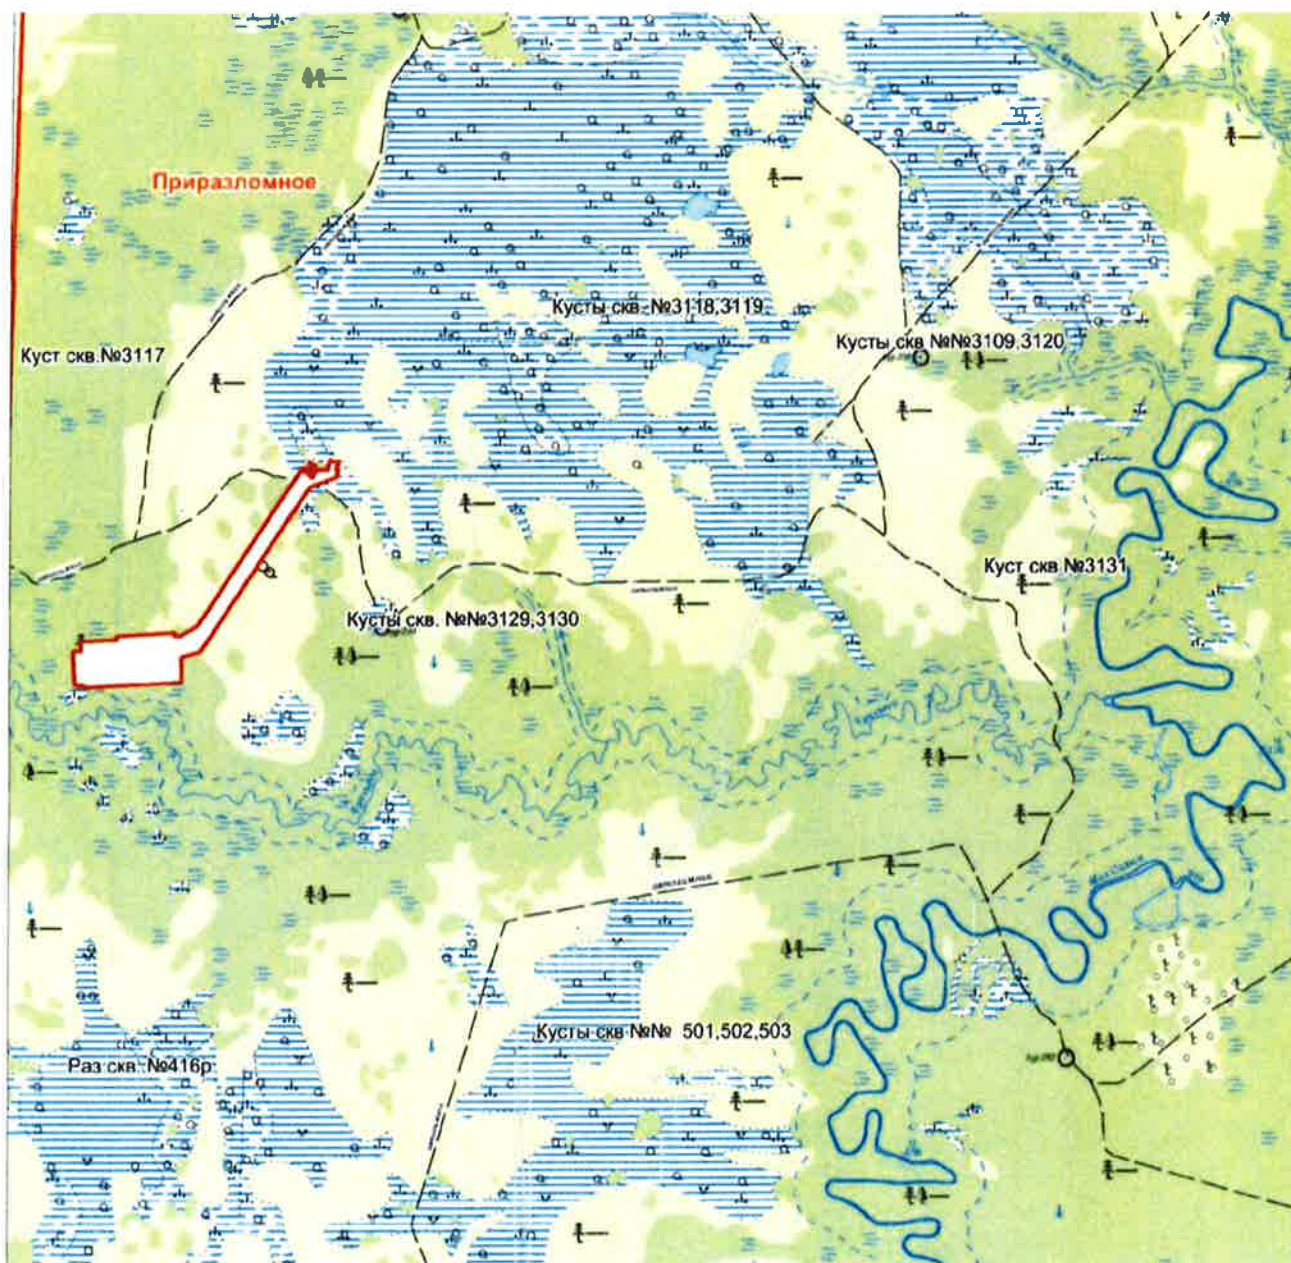 Приразломное
Кусты скв. №3118,3119
Кусты скв №№3109,3120
Куст скв.№3117
Куст скв №3131
Кусты скв. №№3129,3130
Кусты скв №№ 501,502,503
Раз скв. №416р